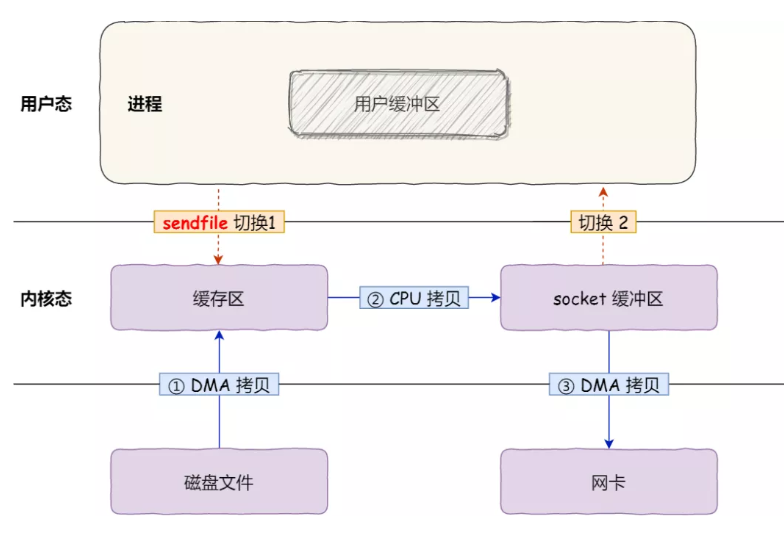 用户态
进程
用户缓冲区
sendfile 切换1
切换 2
内核态
缓存区
② CPU 拷贝
socket 缓冲区
① DMA 拷贝
③ DMA 拷贝
磁盘文件
网卡